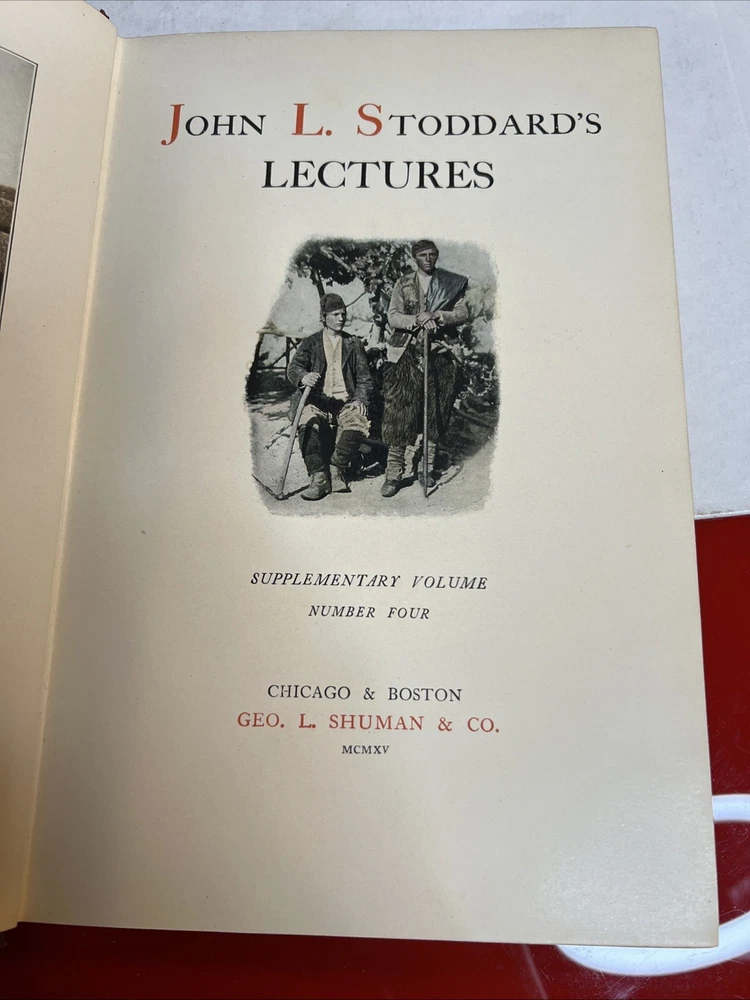 JOHN L. STODDARD'S
LECTURES
SUPPLEMENTARY VOLUME
NUMBER FOUR
CHICAGO & BOSTON
GEO. L. SHUMAN & CO.
MCMXV